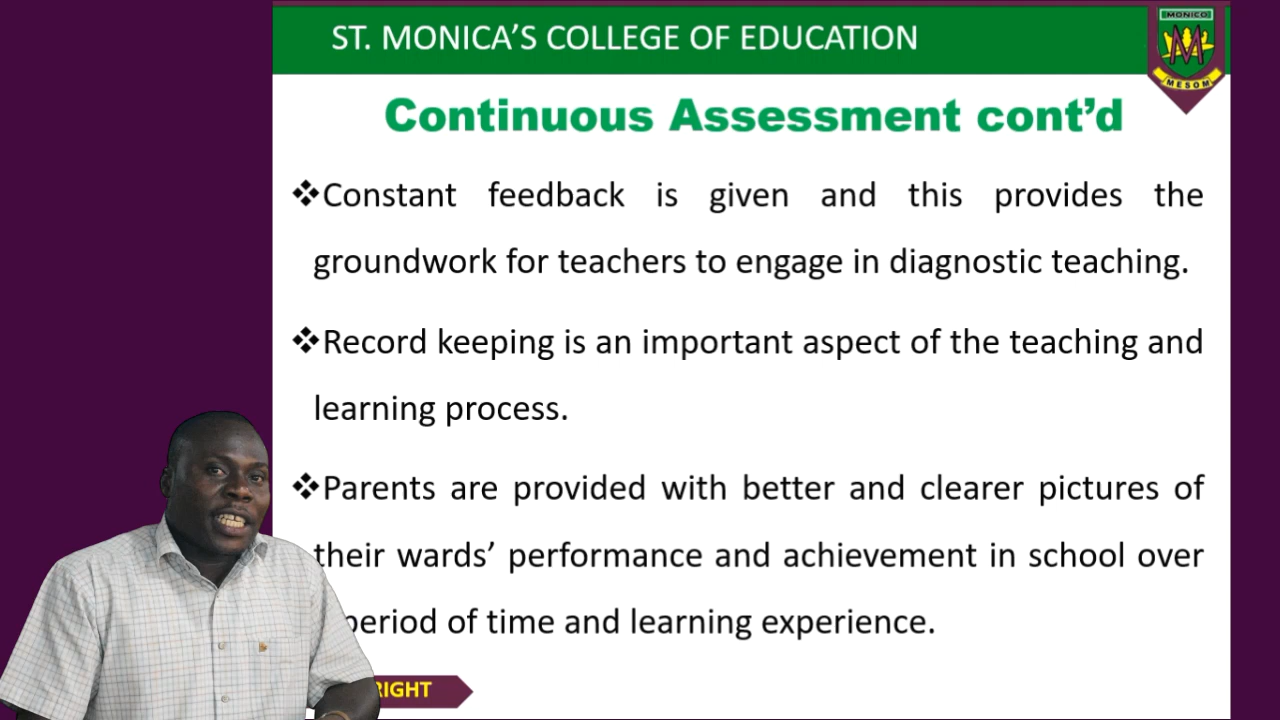 ST. MONICA’S COLLEGE OF EDUCATION
MONICO
M
MESOM
Continuous Assessment cont’d
❖Constant feedback is given and this provides the
groundwork for teachers to engage in diagnostic teaching.
❖Record keeping is an important aspect of the teaching and
learning process.
❖Parents are provided with better and clearer pictures of
their wards’ performance and achievement in school over
period of time and learning experience.